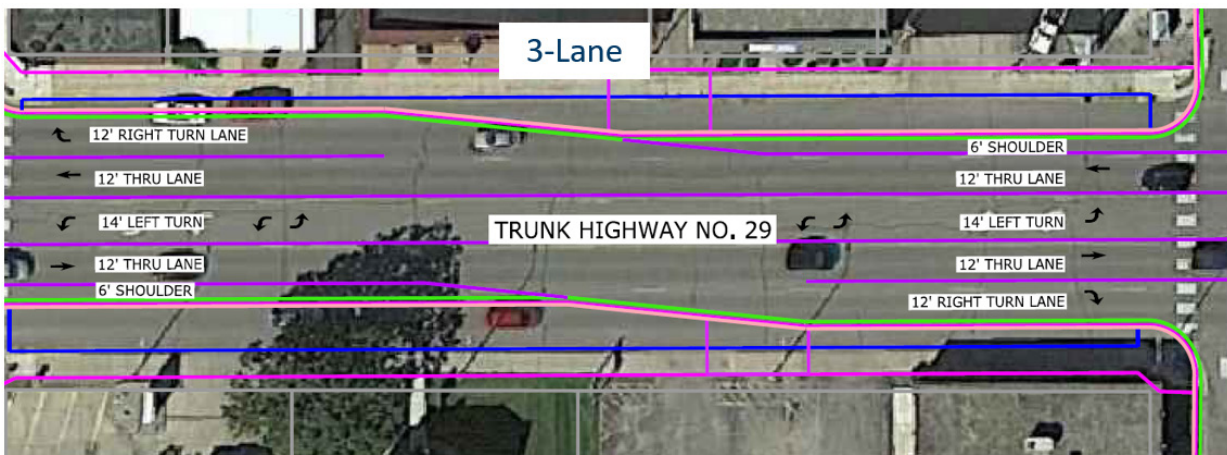 3-Lane
12' RIGHT TURN LANE
6' SHOULDER
12' THRU LANE
12' THRU LANE
14' LEFT TURN
TRUNK HIGHWAY NO. 29
14' LEFT TURN
12' THRU LANE
12' THRU LANE
6' SHOULDER
12' RIGHT TURN LANE